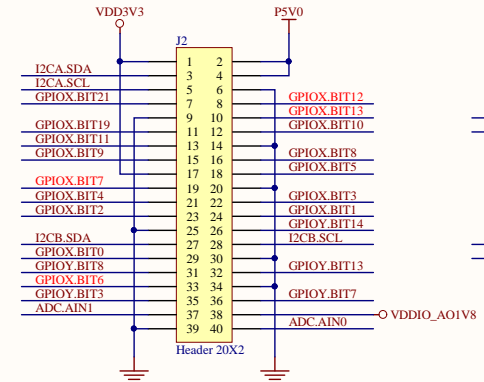 VDD3V3 P5V0
J2
1 2
I2CA.SDA 3 4
I2CA.SCL 5 6
GPIOX.BIT21 7 8 GPIOX.BIT12
9 10 GPIOX.BIT13
GPIOX.BIT19 11 12 GPIOX.BIT10
GPIOX.BIT11 13 14
GPIOX.BIT9 15 16 GPIOX.BIT8
17 18 GPIOX.BIT5
GPIOX.BIT7 19 20
GPIOX.BIT4 21 22 GPIOX.BIT3
GPIOX.BIT2 23 24 GPIOX.BIT1
25 26 GPIOY.BIT14
I2CB.SDA 27 28 I2CB.SCL
GPIOX.BIT0 29 30
GPIOY.BIT8 31 32 GPIOY.BIT13
GPIOX.BIT6 33 34
GPIOY.BIT3 35 36 GPIOY.BIT7
ADC.AIN1 37 38 VDDIO_AO1V8
39 40 ADC.AIN0
Header 20X2